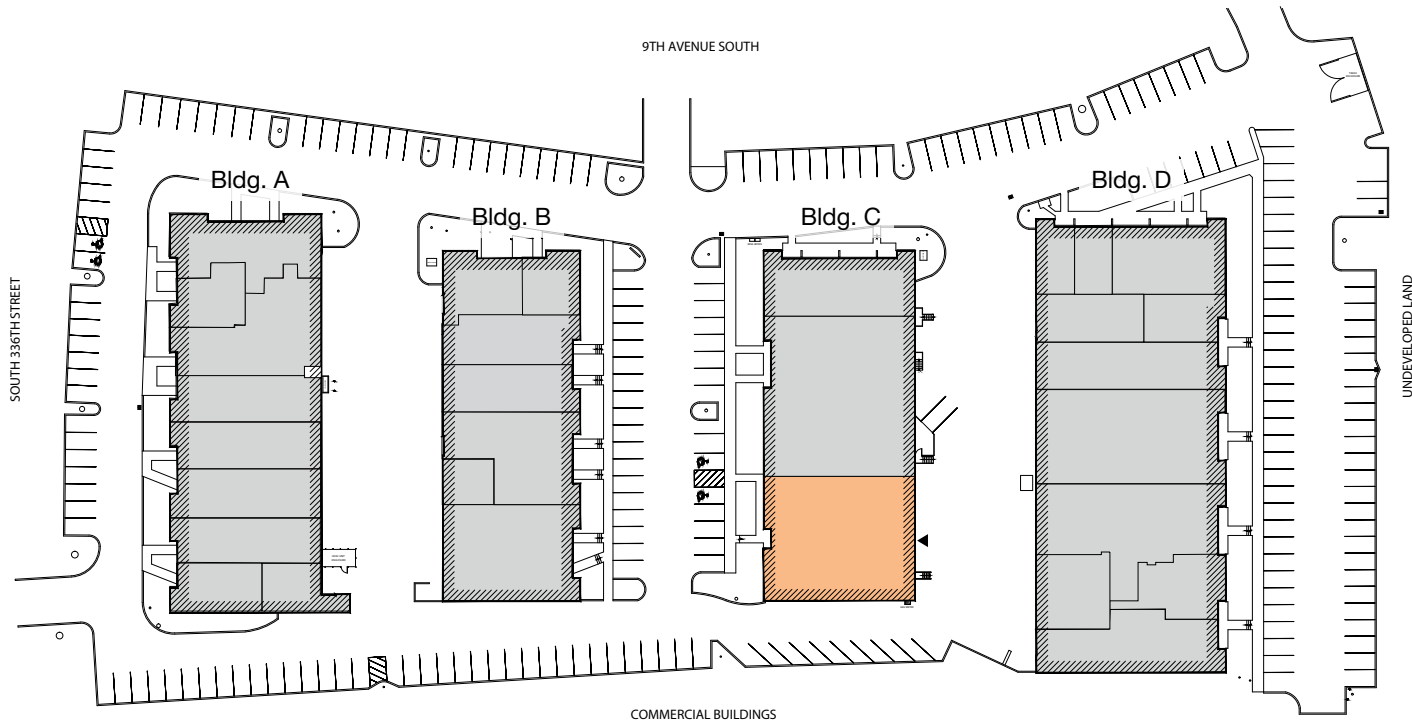 9TH AVENUE SOUTH
Bldg. A
Bldg. B
Bldg. C
Bldg. D
SOUTH 336TH STREET
UNDEVELOPED LAND
COMMERCIAL BUILDINGS